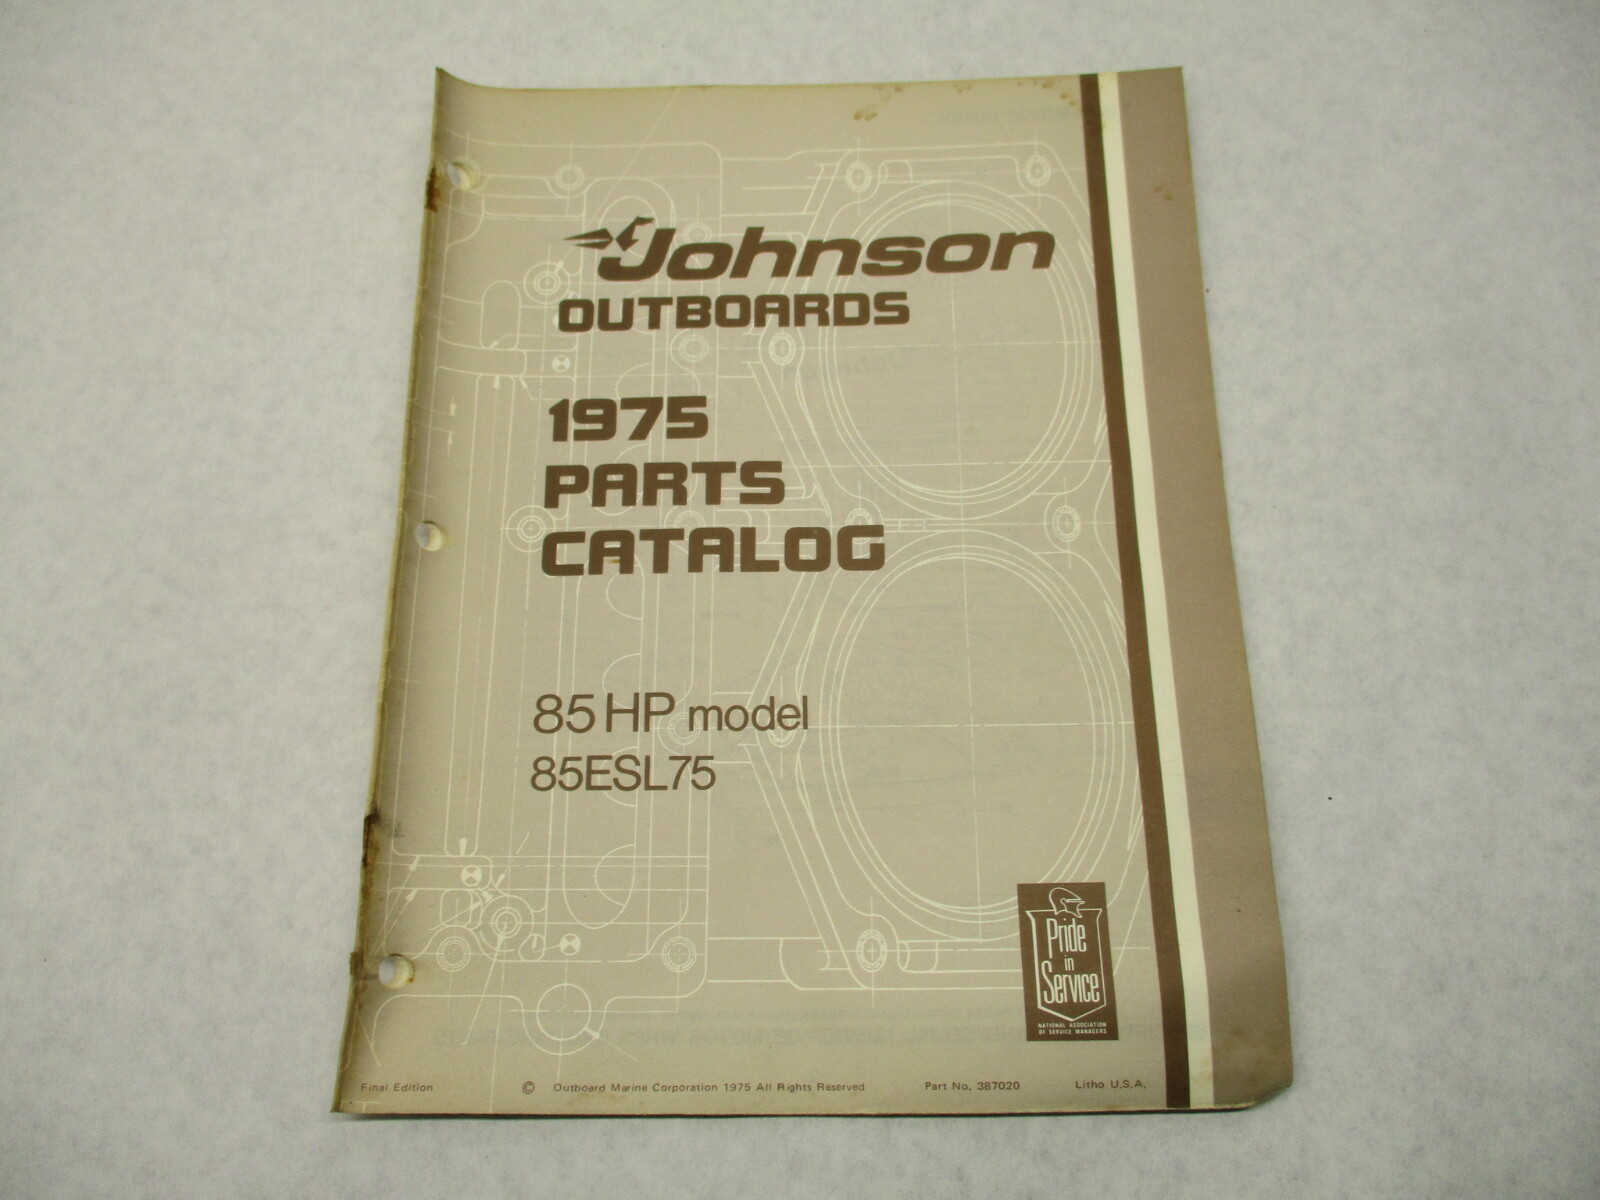 Johnson
OUTBOARDS
1975
PARTS
CATALOG
85 HP model
85ESL75
Pride
in
Service
NATIONAL ASSOCIATION
OF SERVICE MANAGERS
Final Edition © Outboard Marine Corporation 1975 All Rights Reserved Part No. 387020 Litho U.S.A.